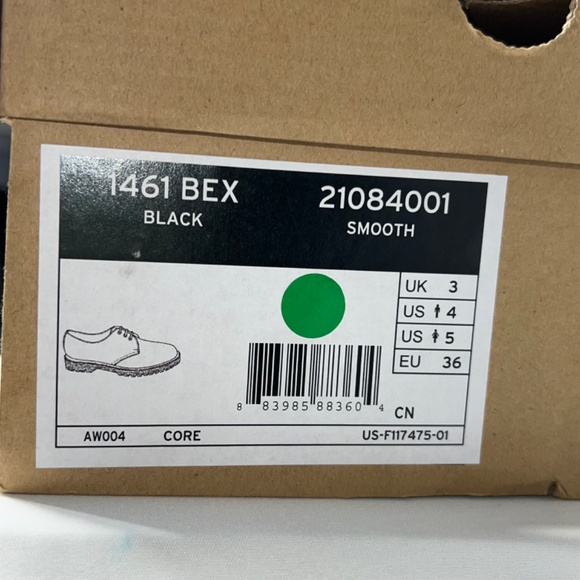 1461 BEX 21084001
BLACK SMOOTH
UK 3
US 4
US 5
EU 36
8 83985 88360 4
CN
AW004 CORE US-F117475-01